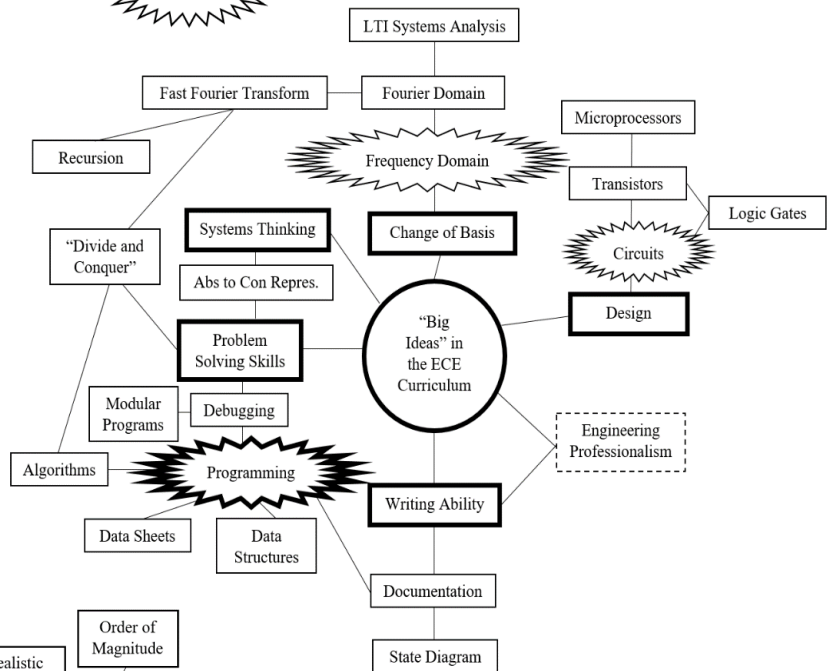 LTI Systems Analysis
Fast Fourier Transform
Fourier Domain
Microprocessors
Recursion
Frequency Domain
Transistors
Logic Gates
Systems Thinking
Change of Basis
“Divide and
Conquer”
Circuits
Abs to Con Repres.
Design
“Big
Ideas” in
the ECE
Curriculum
Problem
Solving Skills
Modular
Programs
Debugging
Engineering
Professionalism
Algorithms
Programming
Writing Ability
Data Sheets
Data
Structures
Documentation
Order of
Magnitude
State Diagram
ealistic